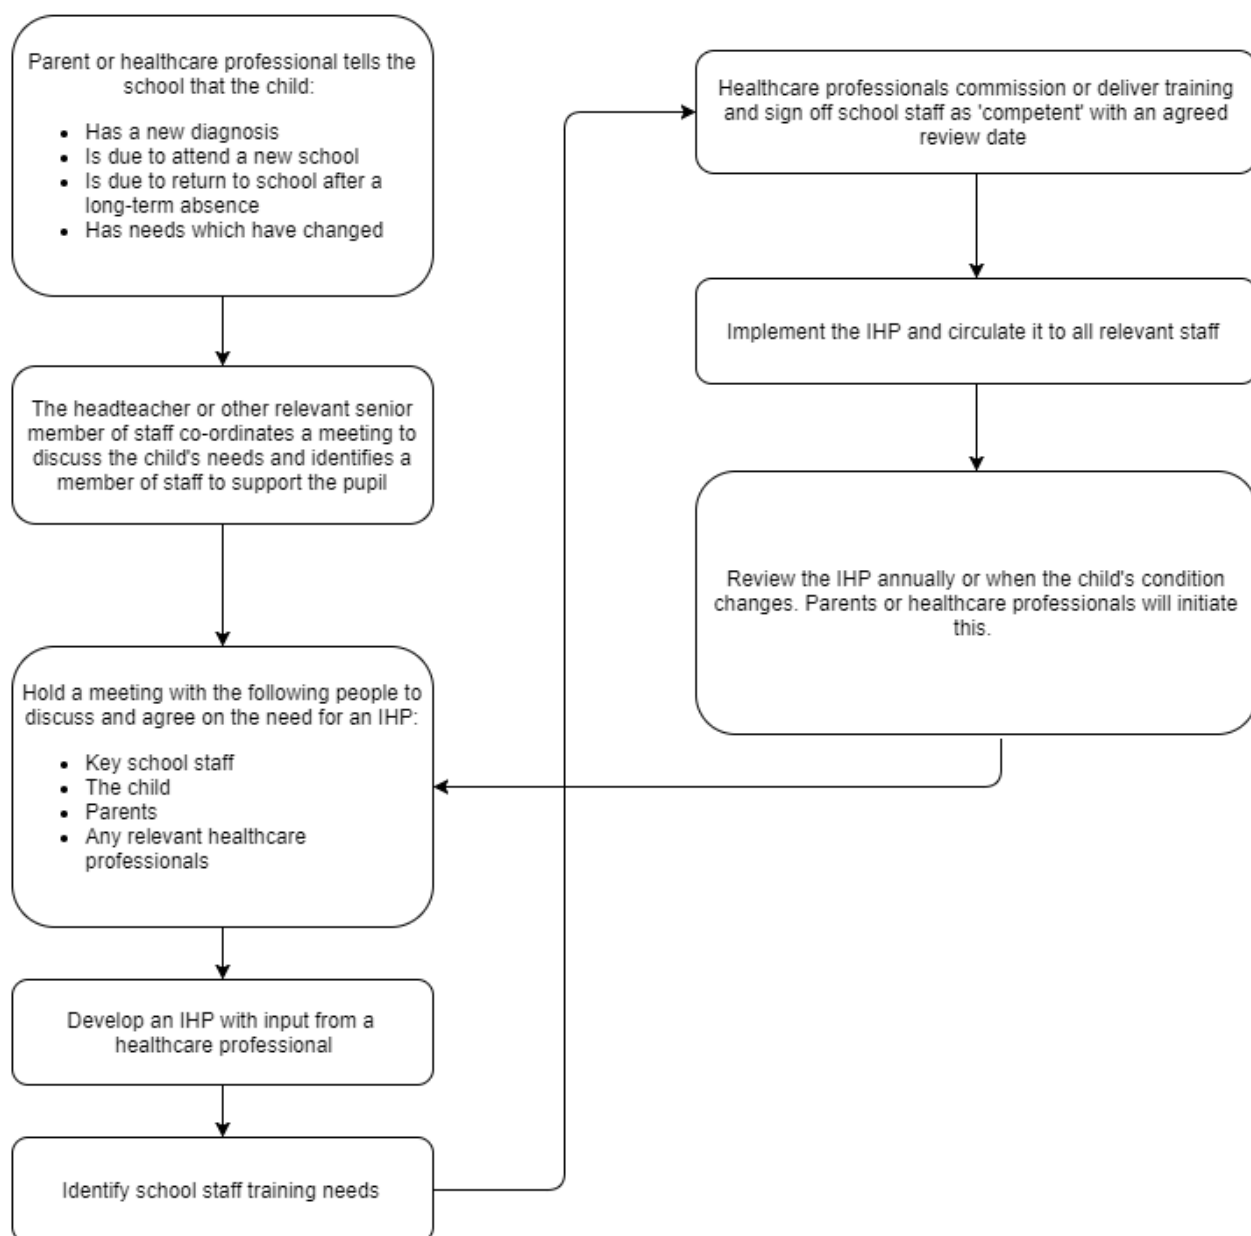 Parent or healthcare professional tells the
school that the child:
• Has a new diagnosis
• Is due to attend a new school
• Is due to return to school after a
long-term absence
• Has needs which have changed
The headteacher or other relevant senior
member of staff co-ordinates a meeting to
discuss the child's needs and identifies a
member of staff to support the pupil
Hold a meeting with the following people to
discuss and agree on the need for an IHP:
• Key school staff
• The child
• Parents
• Any relevant healthcare
professionals
Develop an IHP with input from a
healthcare professional
Identify school staff training needs
Healthcare professionals commission or deliver training
and sign off school staff as 'competent' with an agreed
review date
Implement the IHP and circulate it to all relevant staff
Review the IHP annually or when the child's condition
changes. Parents or healthcare professionals will initiate
this.